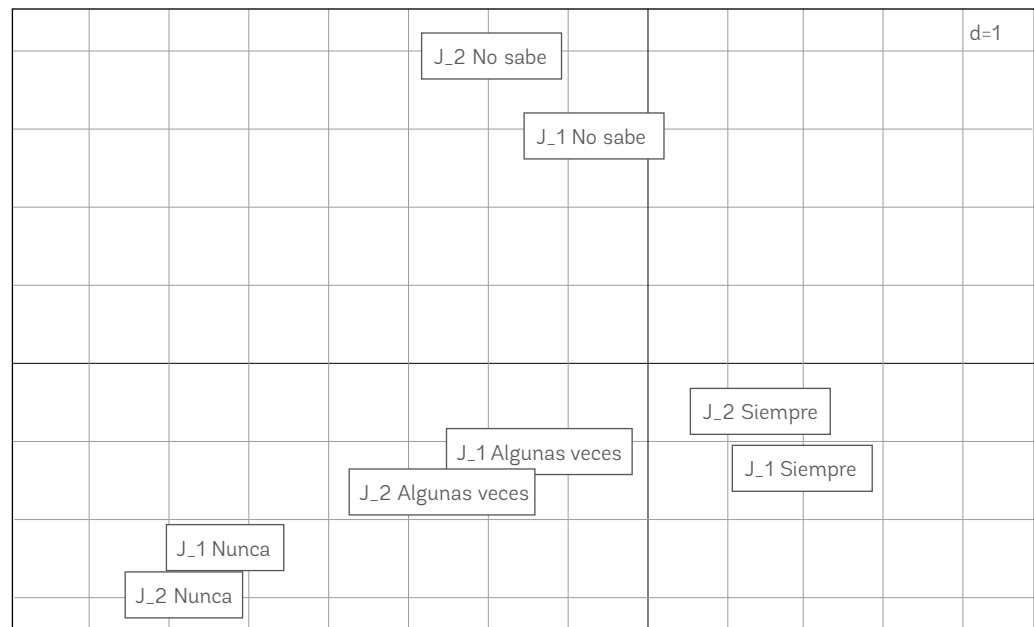 d=1
J_2 No sabe
J_1 No sabe
J_2 Siempre
J_1 Algunas veces
J_1 Siempre
J_2 Algunas veces
J_1 Nunca
J_2 Nunca